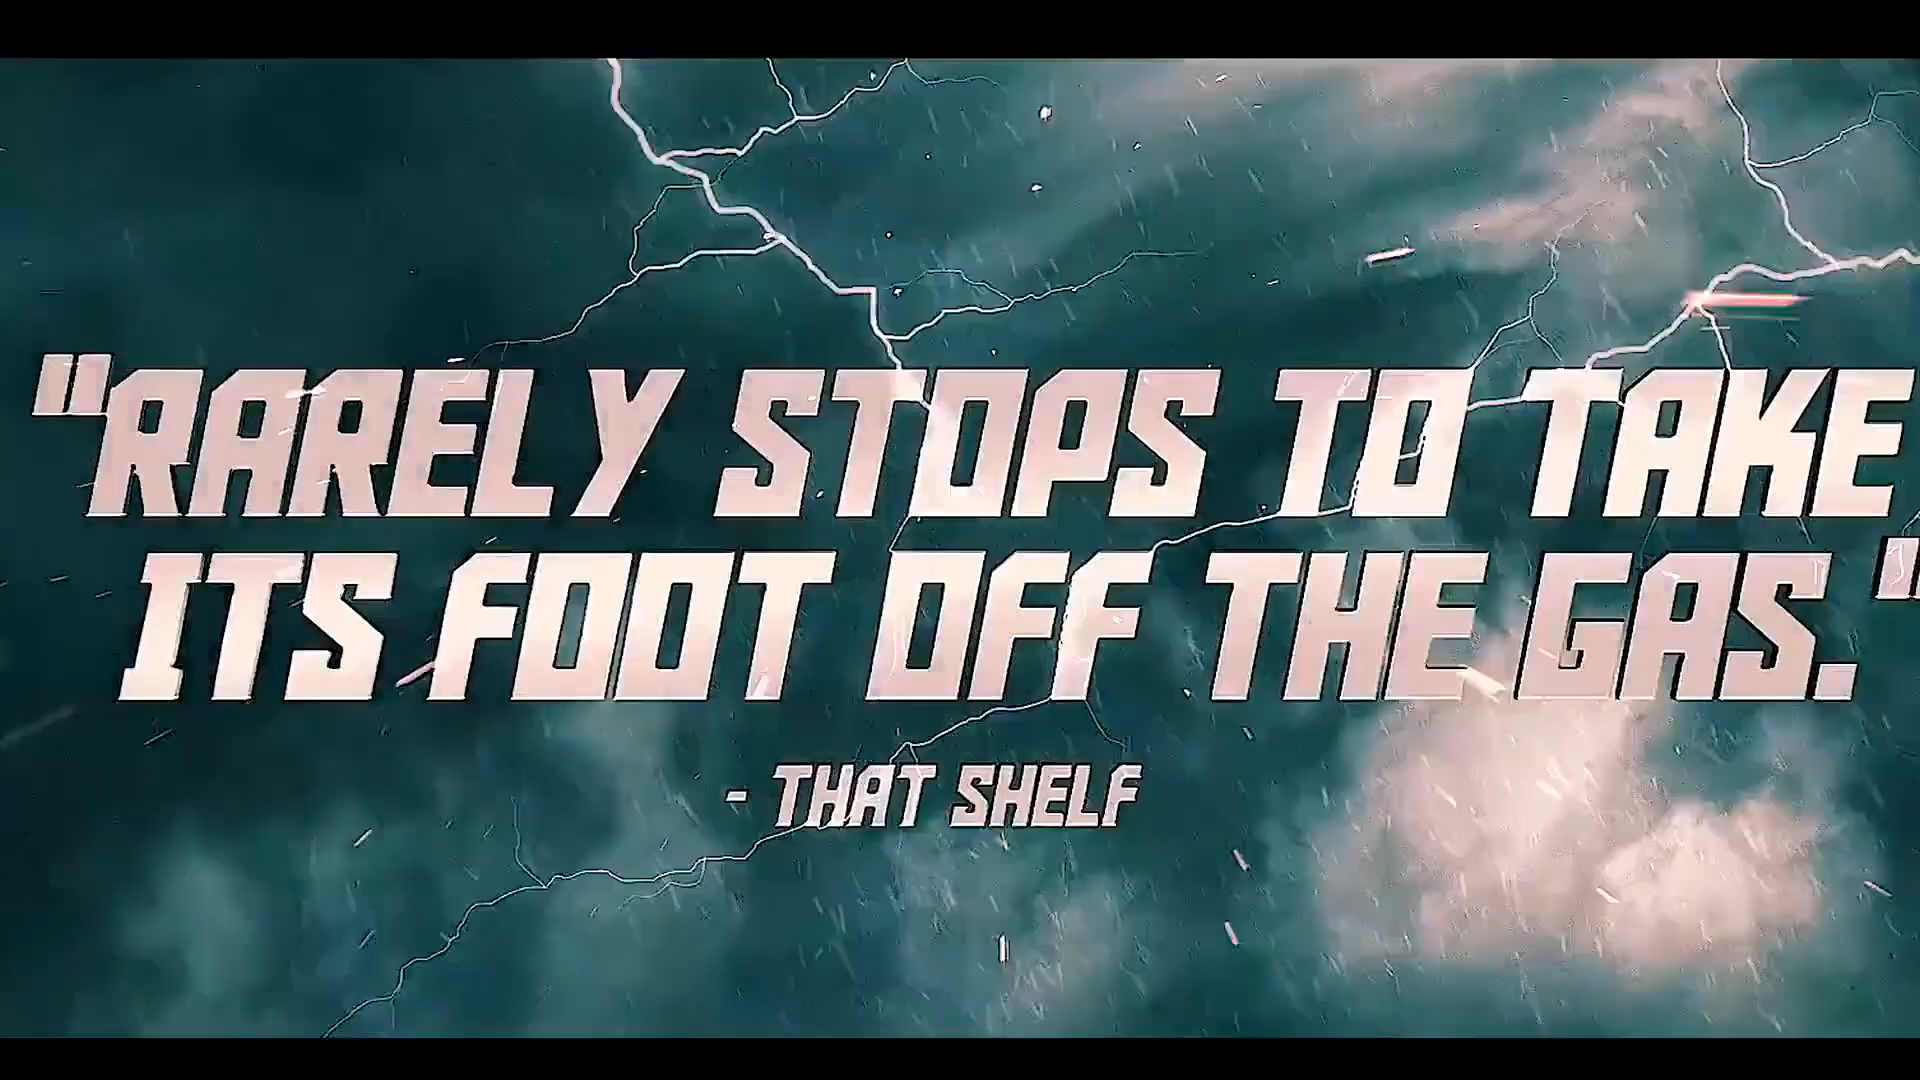 "RARELY STOPS TO TAKE
ITS FOOT OFF THE GAS."
- THAT SHELF